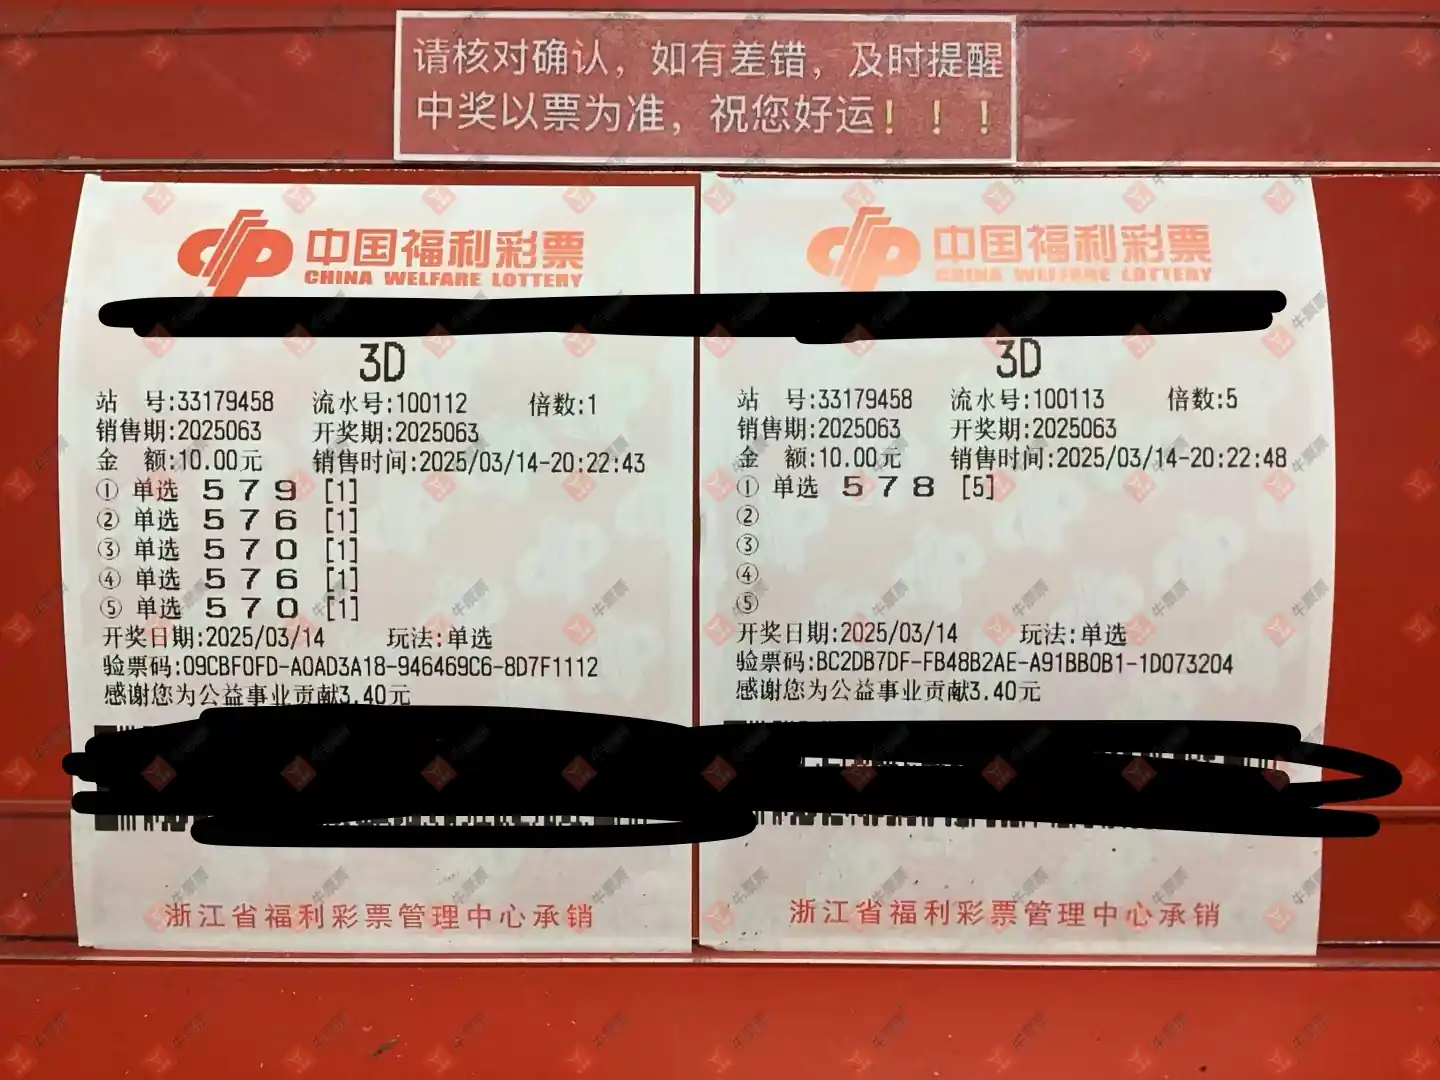 请核对确认，如有差错，及时提醒
中奖以票为准，祝您好运！！！
中国福利彩票
CHINA WELFARE LOTTERY
3D
站 号:33179458 流水号:100112 倍数:1
销售期:2025063 开奖期:2025063
金 额:10.00元 销售时间:2025/03/14-20:22:43
① 单选 5 7 9 [1]
② 单选 5 7 6 [1]
③ 单选 5 7 0 [1]
④ 单选 5 7 6 [1]
⑤ 单选 5 7 0 [1]
开奖日期:2025/03/14 玩法:单选
验票码:09CBF0FD-A0AD3A18-946469C6-8D7F1112
感谢您为公益事业贡献3.40元
浙江省福利彩票管理中心承销
中国福利彩票
CHINA WELFARE LOTTERY
3D
站 号:33179458 流水号:100113 倍数:5
销售期:2025063 开奖期:2025063
金 额:10.00元 销售时间:2025/03/14-20:22:48
① 单选 5 7 8 [5]
②
③
④
⑤
开奖日期:2025/03/14 玩法:单选
验票码:BC2DB7DF-FB48B2AE-A91BB0B1-1D073204
感谢您为公益事业贡献3.40元
浙江省福利彩票管理中心承销
牛票票